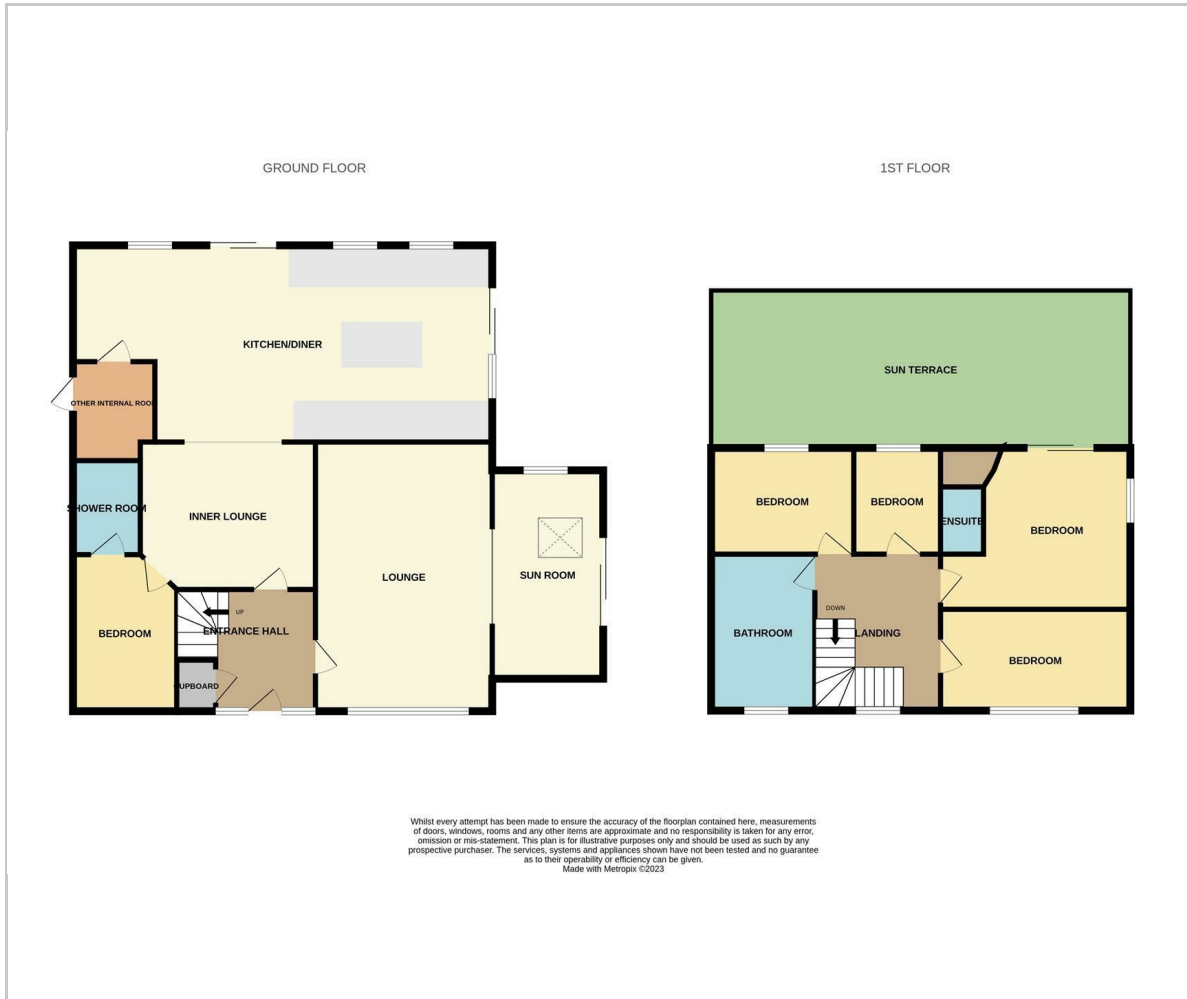 GROUND FLOOR
KITCHEN/DINER
OTHER INTERNAL ROOM
SHOWER ROOM
INNER LOUNGE
LOUNGE
SUN ROOM
BEDROOM
UP
ENTRANCE HALL
CUPBOARD
1ST FLOOR
SUN TERRACE
BEDROOM
BEDROOM
ENSUITE
BEDROOM
DOWN
BATHROOM
LANDING
BEDROOM
Whilst every attempt has been made to ensure the accuracy of the floorplan contained here, measurements
of doors, windows, rooms and any other items are approximate and no responsibility is taken for any error,
omission or mis-statement. This plan is for illustrative purposes only and should be used as such by any
prospective purchaser. The services, systems and appliances shown have not been tested and no guarantee
as to their operability or efficiency can be given.
Made with Metropix ©2023